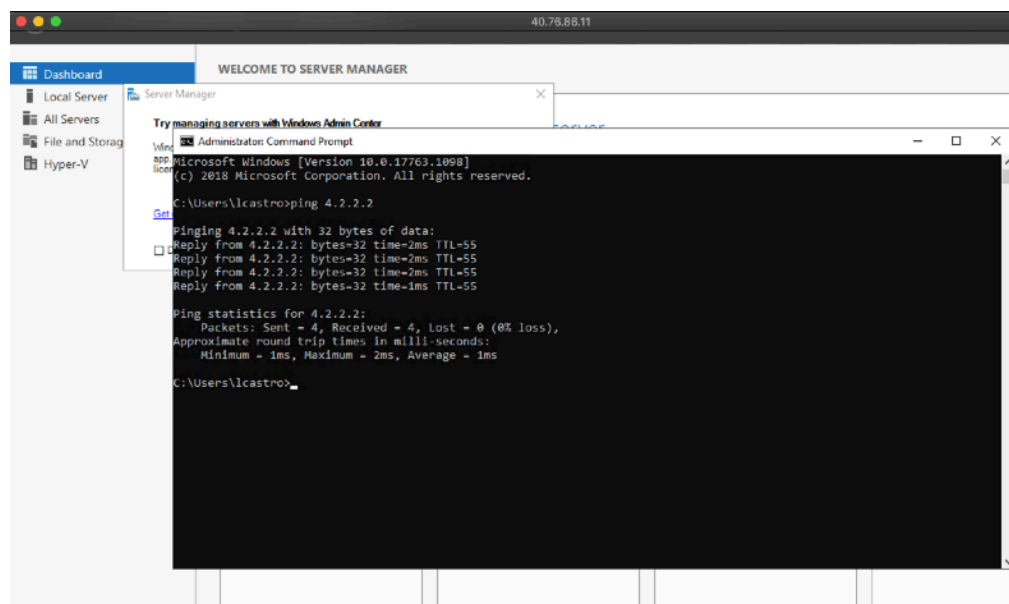 40.76.86.11
WELCOME TO SERVER MANAGER
Dashboard
Local Server
All Servers
File and Storag
Hyper-V
Server Manager
Try managing servers with Windows Admin Center
Wind
app.
licen
Get
Administrator: Command Prompt
Microsoft Windows [Version 10.0.17763.1098]
(c) 2018 Microsoft Corporation. All rights reserved.
C:\Users\lcastro>ping 4.2.2.2
Pinging 4.2.2.2 with 32 bytes of data:
Reply from 4.2.2.2: bytes=32 time=2ms TTL=55
Reply from 4.2.2.2: bytes=32 time=2ms TTL=55
Reply from 4.2.2.2: bytes=32 time=2ms TTL=55
Reply from 4.2.2.2: bytes=32 time=1ms TTL=55
Ping statistics for 4.2.2.2:
Packets: Sent = 4, Received = 4, Lost = 0 (0% loss),
Approximate round trip times in milli-seconds:
Minimum = 1ms, Maximum = 2ms, Average = 1ms
C:\Users\lcastro>